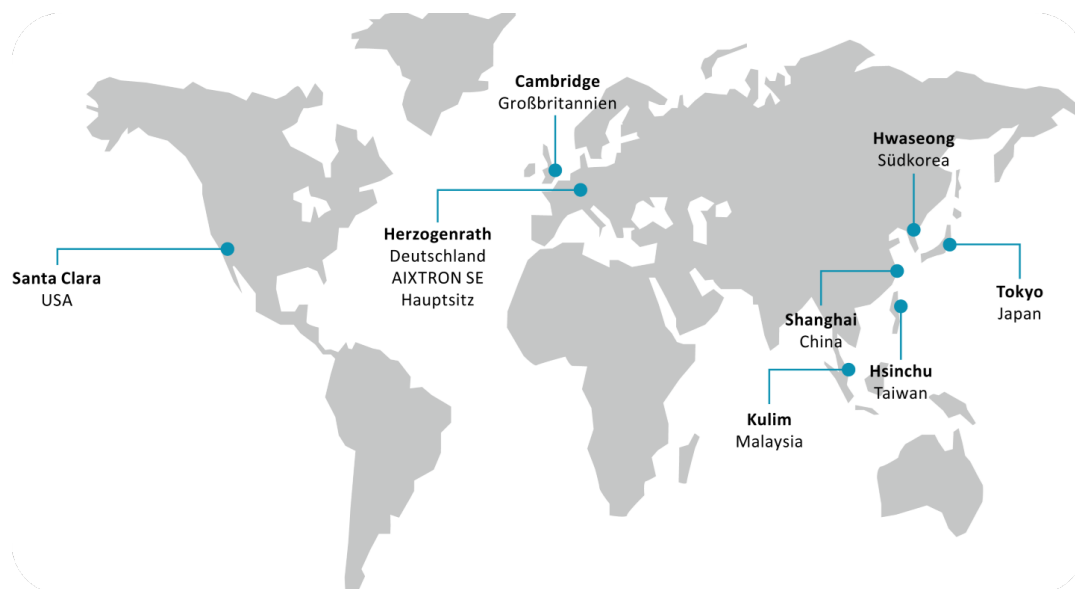 Cambridge
Großbritannien
Hwaseong
Südkorea
Herzogenrath
Deutschland
AIXTRON SE
Hauptsitz
Santa Clara
USA
Tokyo
Japan
Shanghai
China
Hsinchu
Taiwan
Kulim
Malaysia